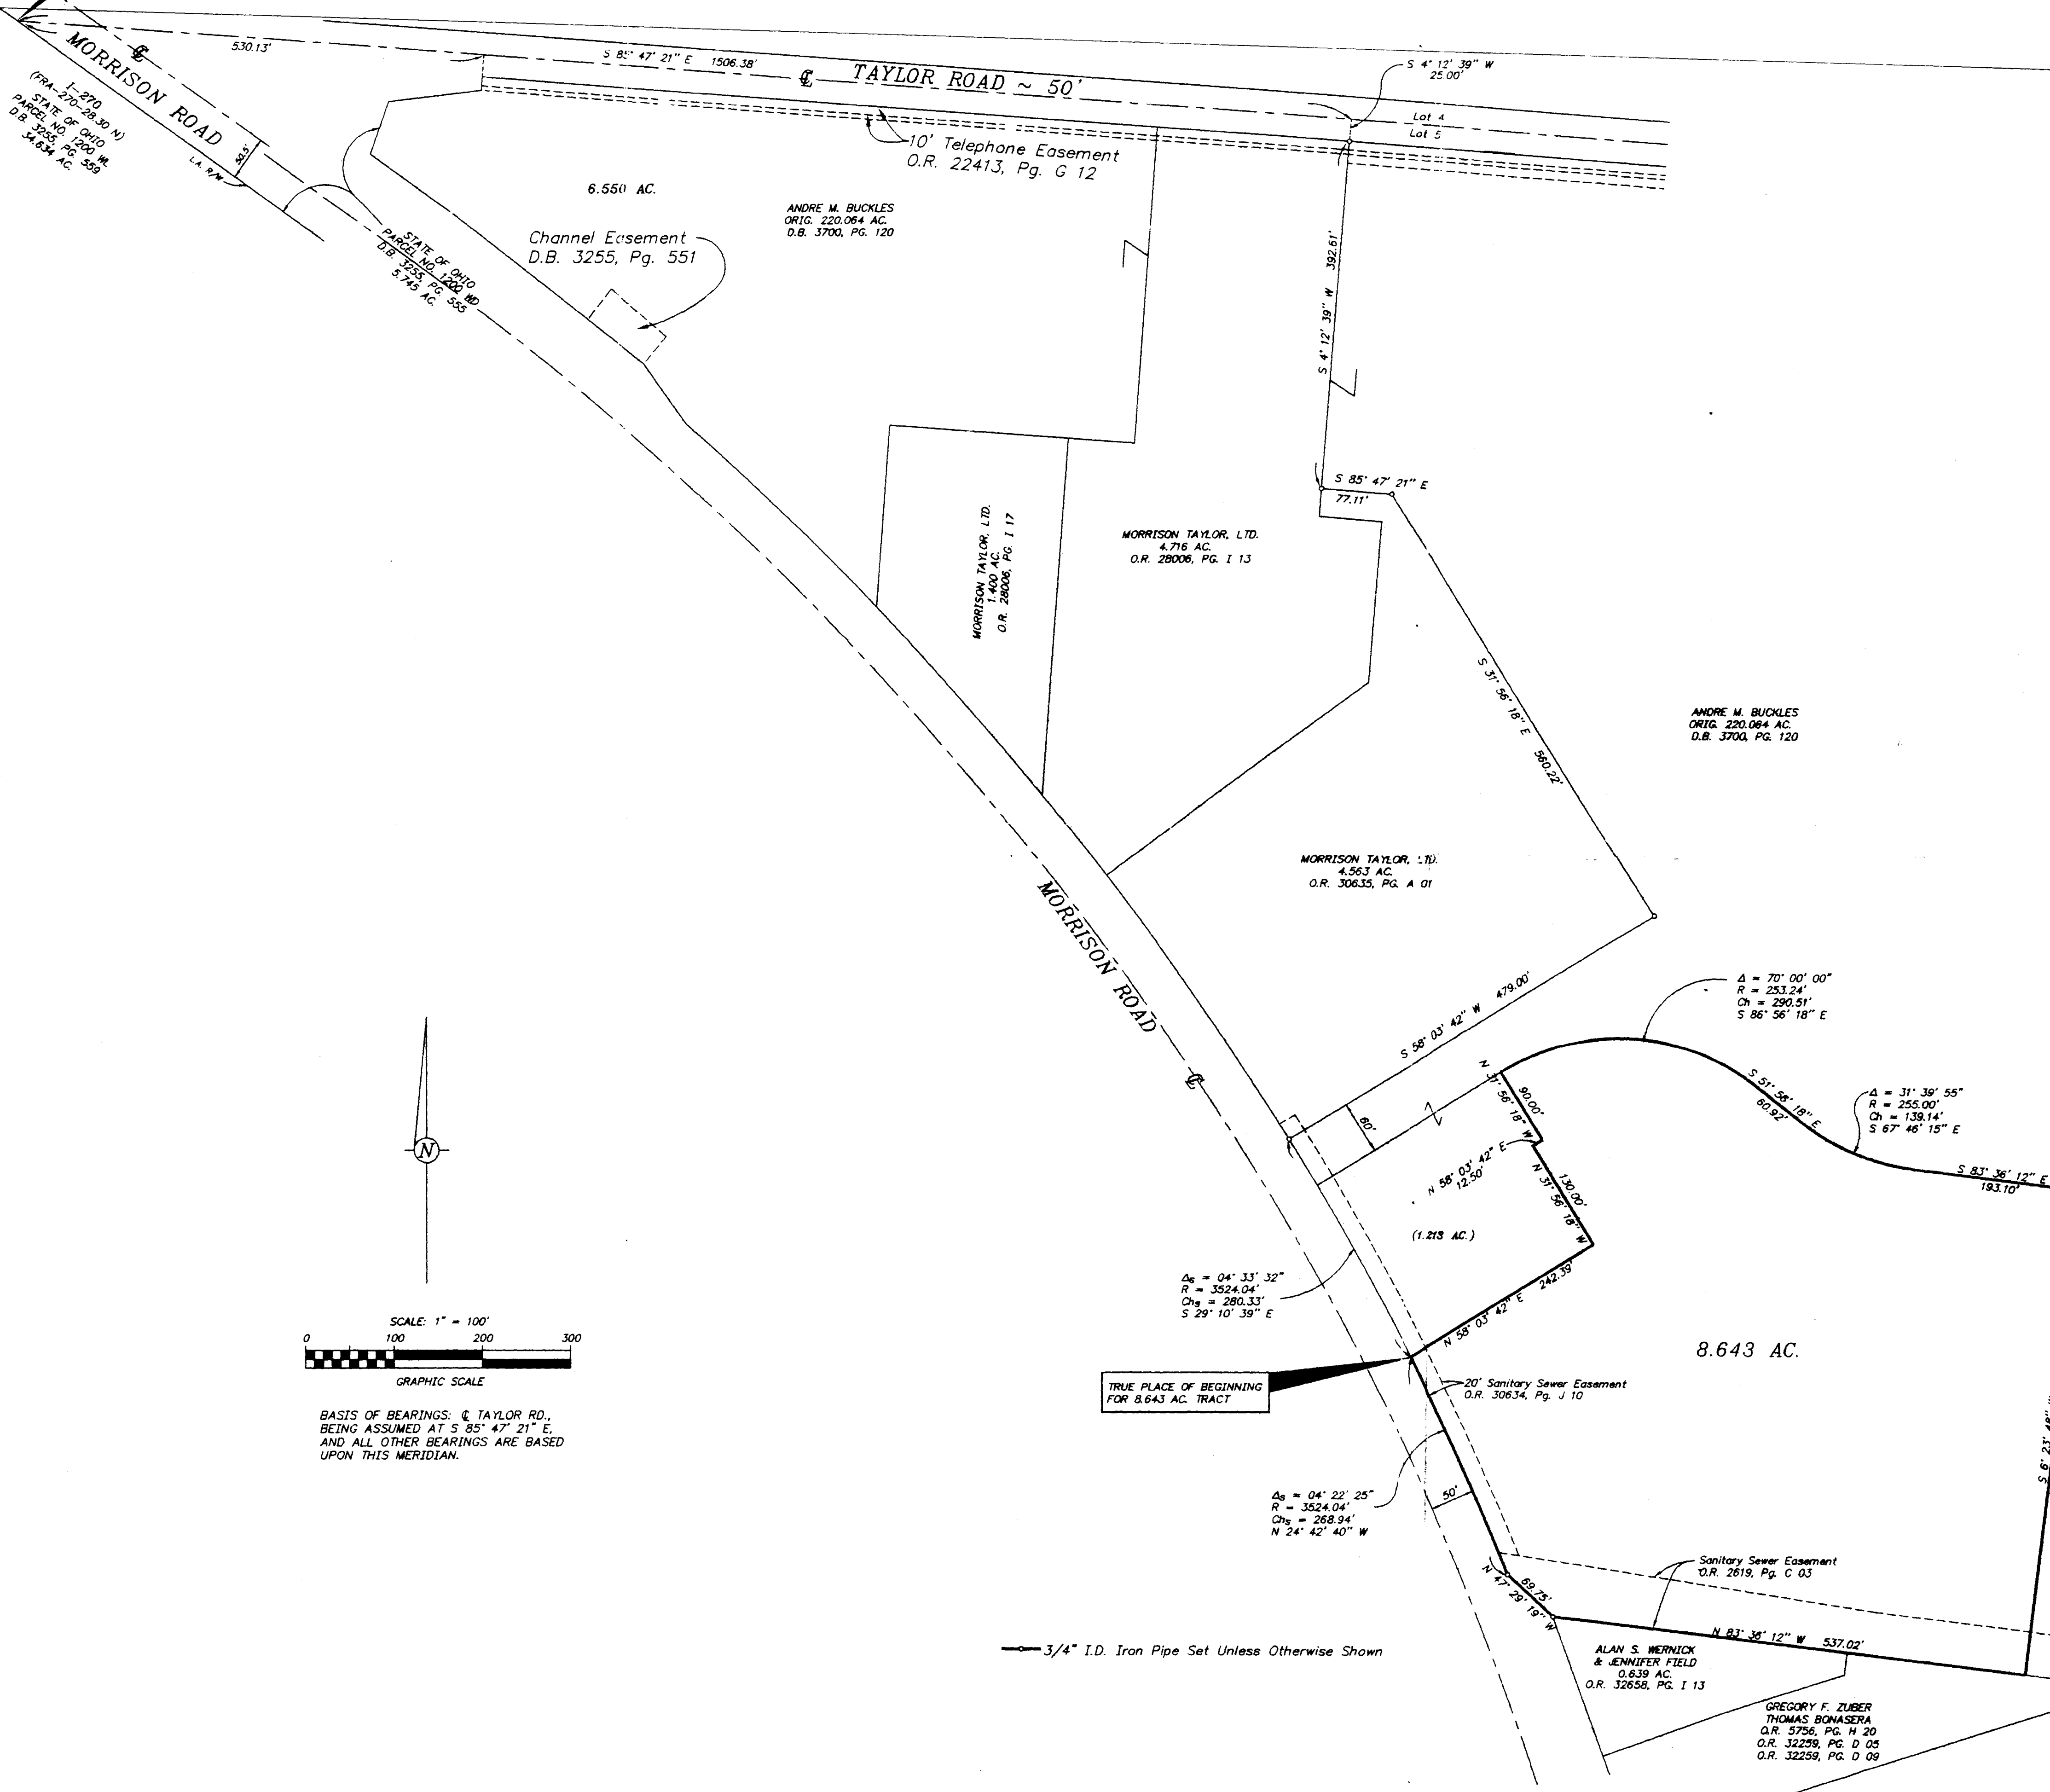 530.13'
S 85° 47' 21" E 1506.38'
℄ TAYLOR ROAD ~ 50'
S 4° 12' 39" W
25.00'
Lot 4
Lot 5
℄
MORRISON ROAD
I-270
(FRA-270-28.30 N)
STATE OF OHIO
PARCEL NO. 1200 WL
D.B. 3255, PG. 559
34.634 AC.
50.5'
L.A. R/W
10' Telephone Easement
O.R. 22413, Pg. G 12
6.550 AC.
ANDRE M. BUCKLES
ORIG. 220.064 AC.
D.B. 3700, PG. 120
Channel Easement
D.B. 3255, Pg. 551
STATE OF OHIO
PARCEL NO. 1200 WD
D.B. 3255, PG. 555
5.745 AC.
S 4° 12' 39" W 392.61'
S 85° 47' 21" E
77.11'
MORRISON TAYLOR, LTD.
1.400 AC.
O.R. 28006, PG. I 17
MORRISON TAYLOR, LTD.
4.716 AC.
O.R. 28006, PG. I 13
S 31° 56' 18" E 560.22'
ANDRE M. BUCKLES
ORIG. 220.064 AC.
D.B. 3700, PG. 120
MORRISON TAYLOR, LTD.
4.563 AC.
O.R. 30635, PG. A 01
MORRISON ROAD
℄
S 58° 03' 42" W 479.00'
Δ = 70° 00' 00"
R = 253.24'
Ch = 290.51'
S 86° 56' 18" E
S 51° 56' 18" E
60.92'
Δ = 31° 39' 55"
R = 255.00'
Ch = 139.14'
S 67° 46' 15" E
S 83° 36' 12" E
193.10'
60'
90.00'
N 31° 56' 18" W
N 58° 03' 42" E
12.50'
130.00'
N 31° 56' 18" W
(1.213 AC.)
N
Δs = 04° 33' 32"
R = 3524.04'
Chs = 280.33'
S 29° 10' 39" E
N 58° 03' 42" E 242.39'
8.643 AC.
SCALE: 1" = 100'
0 100 200 300
GRAPHIC SCALE
BASIS OF BEARINGS: ℄ TAYLOR RD.,
BEING ASSUMED AT S 85° 47' 21" E,
AND ALL OTHER BEARINGS ARE BASED
UPON THIS MERIDIAN.
TRUE PLACE OF BEGINNING
FOR 8.643 AC. TRACT
20' Sanitary Sewer Easement
O.R. 30634, Pg. J 10
S 6° 23' 48" W
Δs = 04° 22' 25"
R = 3524.04'
Chs = 268.94'
N 24° 42' 40" W
50'
Sanitary Sewer Easement
O.R. 2619, Pg. C 03
69.75'
N 47° 29' 19" W
N 83° 36' 12" W 537.02'
3/4" I.D. Iron Pipe Set Unless Otherwise Shown
ALAN S. WERNICK
& JENNIFER FIELD
0.639 AC.
O.R. 32658, PG. I 13
GREGORY F. ZUBER
THOMAS BONASERA
O.R. 5756, PG. H 20
O.R. 32259, PG. D 05
O.R. 32259, PG. D 09